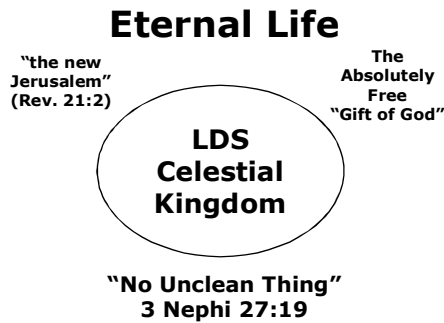 Eternal Life
“the new
Jerusalem”
(Rev. 21:2)
The
Absolutely
Free
“Gift of God”
LDS
Celestial
Kingdom
“No Unclean Thing”
3 Nephi 27:19